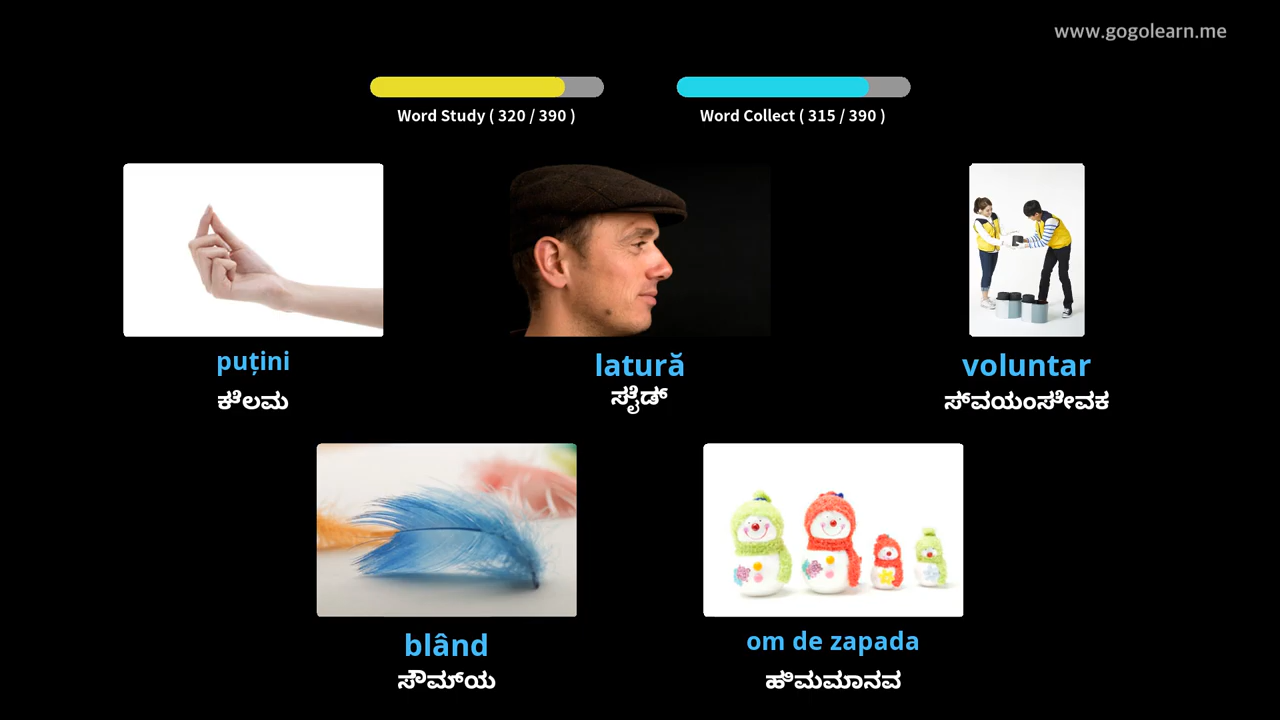 www.gogolearn.me
Word Study ( 320 / 390 )
Word Collect ( 315 / 390 )
puțini
ಕೆಲಮ
latură
ಸೈಡ್
voluntar
ಸ್ವಯಂಸೇವಕ
blând
ಸೌಮ್ಯ
om de zapada
ಹಿಮಮಾನವ